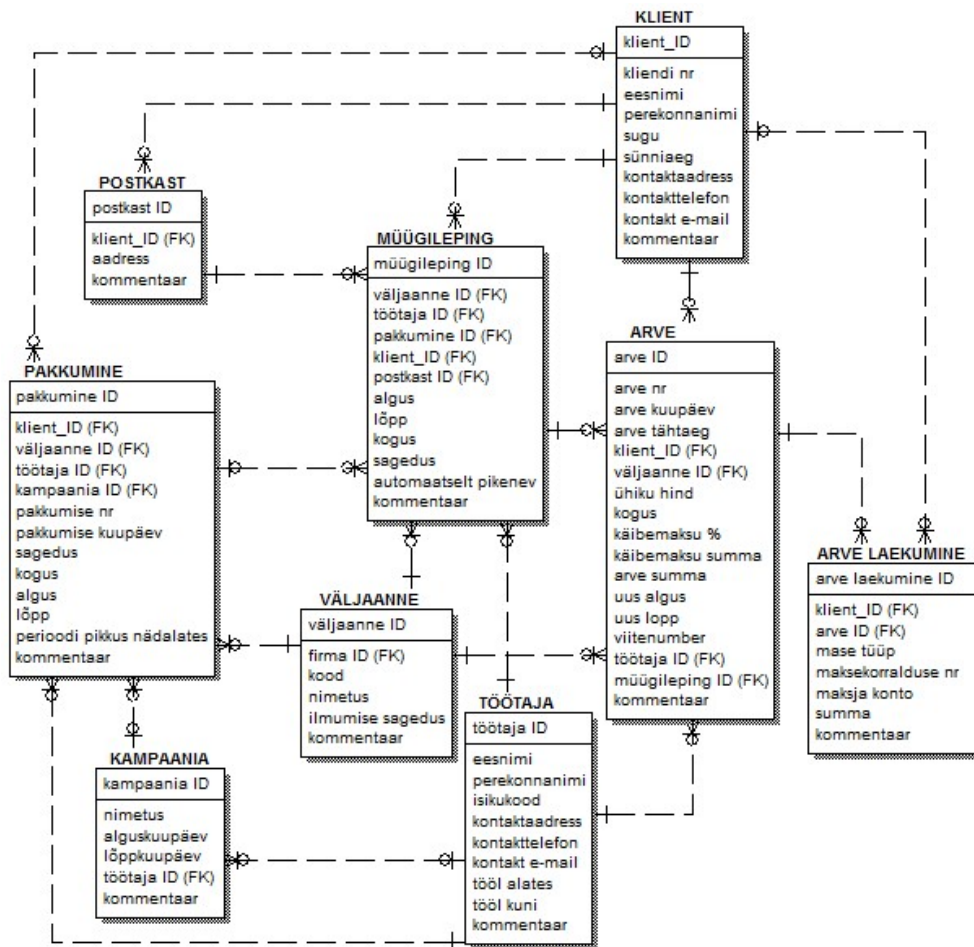 KLIENT
klient_ID
kliendi nr
eesnimi
perekonnanimi
sugu
sünniaeg
kontaktaadress
kontakttelefon
kontakt e-mail
kommentaar
POSTKAST
postkast ID
klient_ID (FK)
aadress
kommentaar
MÜÜGILEPING
müügileping ID
väljaanne ID (FK)
töötaja ID (FK)
pakkumine ID (FK)
klient_ID (FK)
postkast ID (FK)
algus
lõpp
kogus
sagedus
automaatselt pikenev
kommentaar
PAKKUMINE
pakkumine ID
klient_ID (FK)
väljaanne ID (FK)
töötaja ID (FK)
kampaania ID (FK)
pakkumise nr
pakkumise kuupäev
sagedus
kogus
algus
lõpp
perioodi pikkus nädalates
kommentaar
ARVE
arve ID
arve nr
arve kuupäev
arve tähtaeg
klient_ID (FK)
väljaanne ID (FK)
ühiku hind
kogus
käibemaksu %
käibemaksu summa
arve summa
uus algus
uus lopp
viitenumber
töötaja ID (FK)
müügileping ID (FK)
kommentaar
ARVE LAEKUMINE
arve laekumine ID
klient_ID (FK)
arve ID (FK)
mase tüüp
maksekorralduse nr
maksja konto
summa
kommentaar
VÄLJAANNE
väljaanne ID
firma ID (FK)
kood
nimetus
ilmumise sagedus
kommentaar
TÖÖTAJA
töötaja ID
eesnimi
perekonnanimi
isikukood
kontaktaadress
kontakttelefon
kontakt e-mail
tööl alates
tööl kuni
kommentaar
KAMPAANIA
kampaania ID
nimetus
alguskuupäev
lõppkuupäev
töötaja ID (FK)
kommentaar